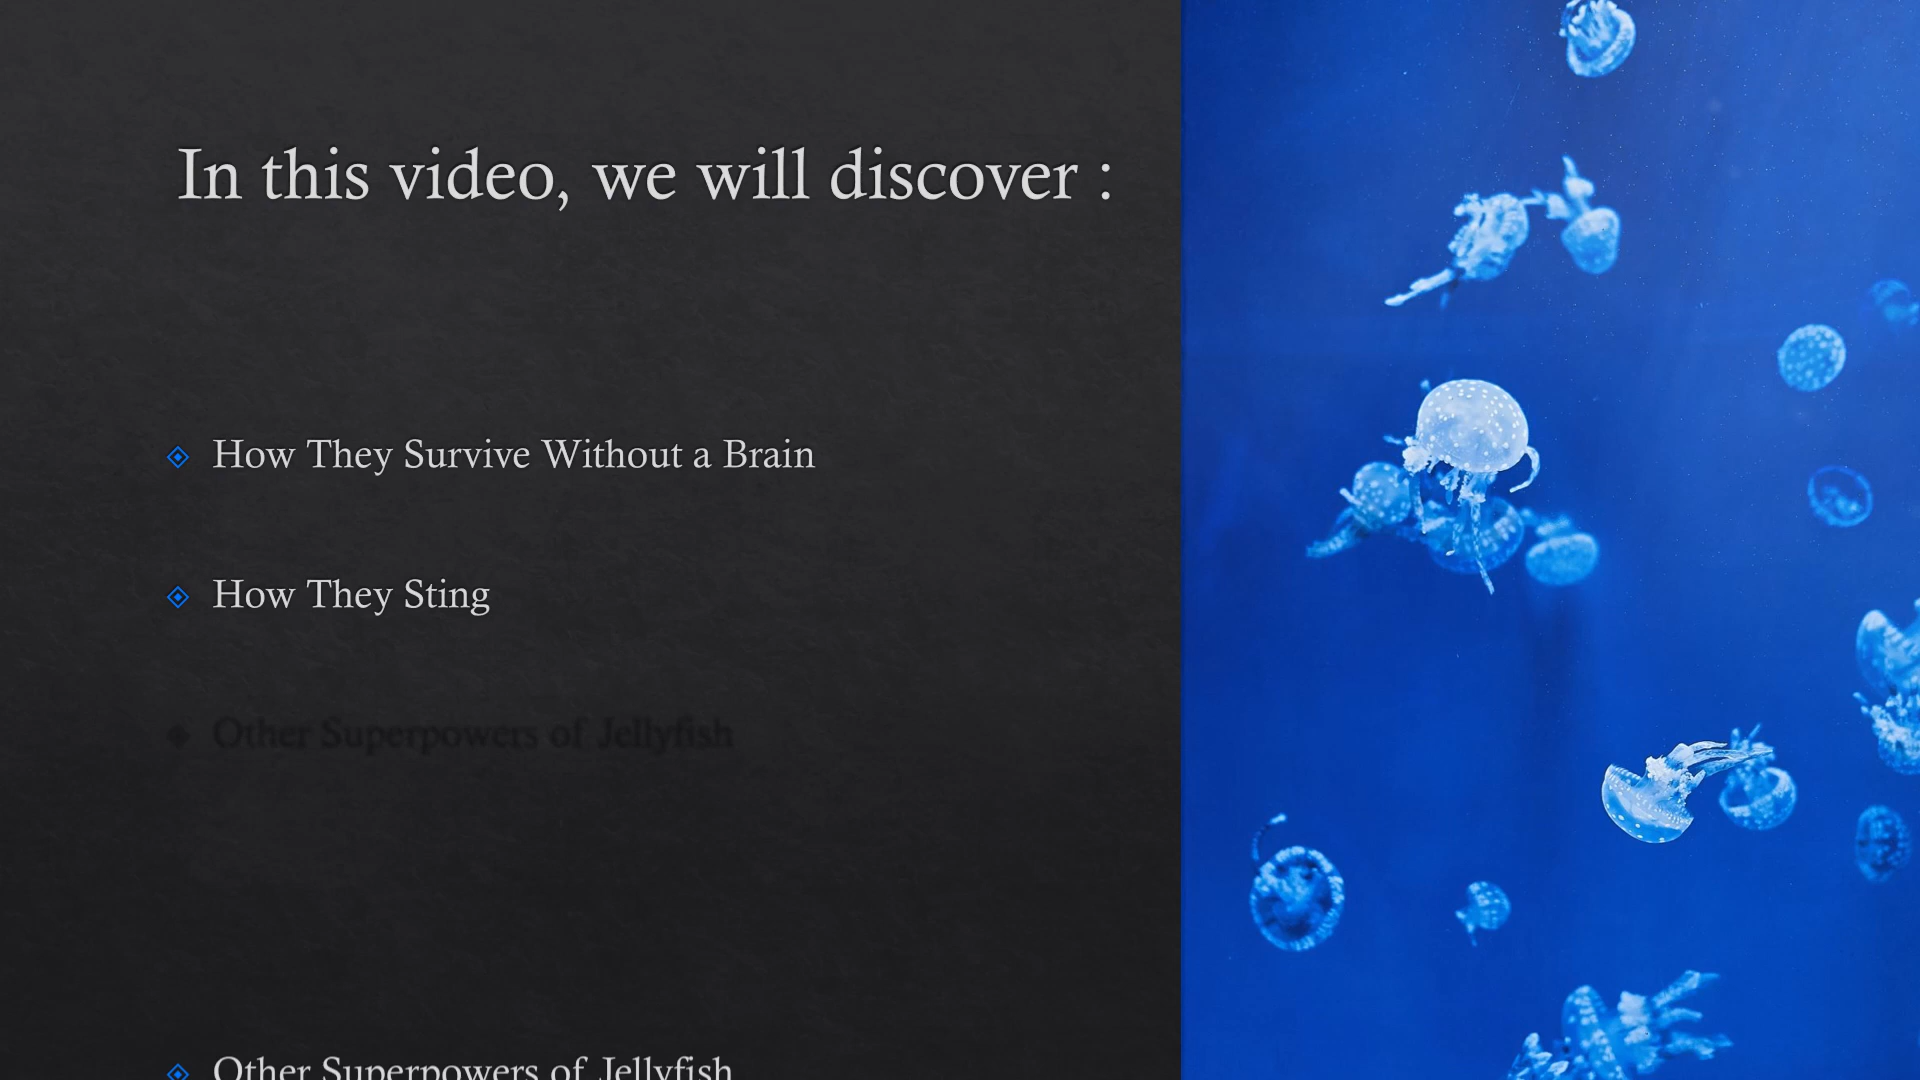 In this video, we will discover :
How They Survive Without a Brain
How They Sting
Other Superpowers of Jellyfish
Other Superpowers of Jellyfish